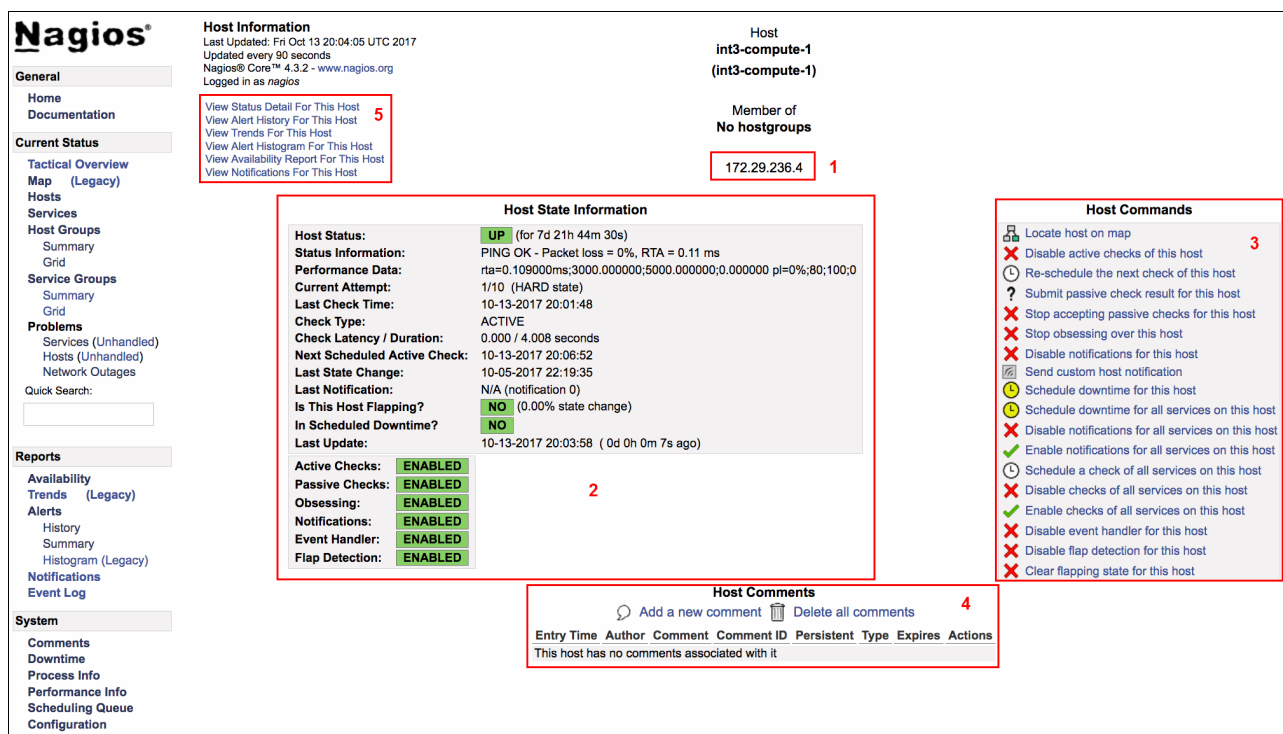 Nagios®
General
Home
Documentation
Current Status
Tactical Overview
Map (Legacy)
Hosts
Services
Host Groups
Summary
Grid
Service Groups
Summary
Grid
Problems
Services (Unhandled)
Hosts (Unhandled)
Network Outages
Quick Search:
Reports
Availability
Trends (Legacy)
Alerts
History
Summary
Histogram (Legacy)
Notifications
Event Log
System
Comments
Downtime
Process Info
Performance Info
Scheduling Queue
Configuration
Host Information
Last Updated: Fri Oct 13 20:04:05 UTC 2017
Updated every 90 seconds
Nagios® Core™ 4.3.2 - www.nagios.org
Logged in as nagios
View Status Detail For This Host
View Alert History For This Host
View Trends For This Host
View Alert Histogram For This Host
View Availability Report For This Host
View Notifications For This Host
5
Host
int3-compute-1
(int3-compute-1)
Member of
No hostgroups
172.29.236.4
1
Host State Information
Host Status: UP (for 7d 21h 44m 30s)
Status Information: PING OK - Packet loss = 0%, RTA = 0.11 ms
Performance Data: rta=0.109000ms;3000.000000;5000.000000;0.000000 pl=0%;80;100;0
Current Attempt: 1/10 (HARD state)
Last Check Time: 10-13-2017 20:01:48
Check Type: ACTIVE
Check Latency / Duration: 0.000 / 4.008 seconds
Next Scheduled Active Check: 10-13-2017 20:06:52
Last State Change: 10-05-2017 22:19:35
Last Notification: N/A (notification 0)
Is This Host Flapping? NO (0.00% state change)
In Scheduled Downtime? NO
Last Update: 10-13-2017 20:03:58 ( 0d 0h 0m 7s ago)
Active Checks: ENABLED
Passive Checks: ENABLED
Obsessing: ENABLED
Notifications: ENABLED
Event Handler: ENABLED
Flap Detection: ENABLED
2
Host Commands
Locate host on map
Disable active checks of this host
Re-schedule the next check of this host
Submit passive check result for this host
Stop accepting passive checks for this host
Stop obsessing over this host
Disable notifications for this host
Send custom host notification
Schedule downtime for this host
Schedule downtime for all services on this host
Disable notifications for all services on this host
Enable notifications for all services on this host
Schedule a check of all services on this host
Disable checks of all services on this host
Enable checks of all services on this host
Disable event handler for this host
Disable flap detection for this host
Clear flapping state for this host
3
Host Comments
Add a new comment Delete all comments
Entry Time Author Comment Comment ID Persistent Type Expires Actions
This host has no comments associated with it
4